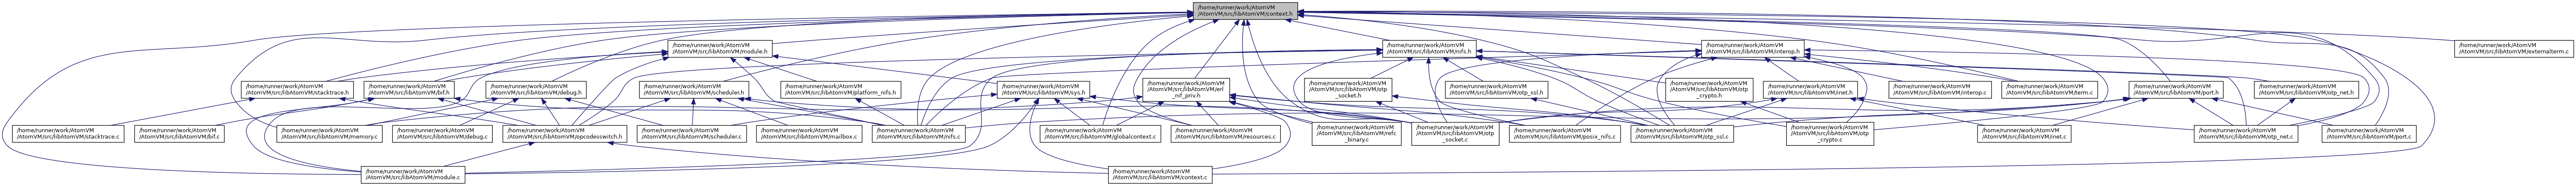 /home/runner/work/AtomVM
/AtomVM/src/libAtomVM/context.h
/home/runner/work/AtomVM
/AtomVM/src/libAtomVM/module.h
/home/runner/work/AtomVM
/AtomVM/src/libAtomVM/nifs.h
/home/runner/work/AtomVM
/AtomVM/src/libAtomVM/interop.h
/home/runner/work/AtomVM
/AtomVM/src/libAtomVM/externalterm.c
/home/runner/work/AtomVM
/AtomVM/src/libAtomVM/stacktrace.h
/home/runner/work/AtomVM
/AtomVM/src/libAtomVM/bif.h
/home/runner/work/AtomVM
/AtomVM/src/libAtomVM/debug.h
/home/runner/work/AtomVM
/AtomVM/src/libAtomVM/scheduler.h
/home/runner/work/AtomVM
/AtomVM/src/libAtomVM/platform_nifs.h
/home/runner/work/AtomVM
/AtomVM/src/libAtomVM/sys.h
/home/runner/work/AtomVM
/AtomVM/src/libAtomVM/erl
_nif_priv.h
/home/runner/work/AtomVM
/AtomVM/src/libAtomVM/otp
_socket.h
/home/runner/work/AtomVM
/AtomVM/src/libAtomVM/otp_ssl.h
/home/runner/work/AtomVM
/AtomVM/src/libAtomVM/otp
_crypto.h
/home/runner/work/AtomVM
/AtomVM/src/libAtomVM/inet.h
/home/runner/work/AtomVM
/AtomVM/src/libAtomVM/interop.c
/home/runner/work/AtomVM
/AtomVM/src/libAtomVM/term.c
/home/runner/work/AtomVM
/AtomVM/src/libAtomVM/port.h
/home/runner/work/AtomVM
/AtomVM/src/libAtomVM/otp_net.h
/home/runner/work/AtomVM
/AtomVM/src/libAtomVM/stacktrace.c
/home/runner/work/AtomVM
/AtomVM/src/libAtomVM/bif.c
/home/runner/work/AtomVM
/AtomVM/src/libAtomVM/memory.c
/home/runner/work/AtomVM
/AtomVM/src/libAtomVM/debug.c
/home/runner/work/AtomVM
/AtomVM/src/libAtomVM/opcodesswitch.h
/home/runner/work/AtomVM
/AtomVM/src/libAtomVM/scheduler.c
/home/runner/work/AtomVM
/AtomVM/src/libAtomVM/mailbox.c
/home/runner/work/AtomVM
/AtomVM/src/libAtomVM/nifs.c
/home/runner/work/AtomVM
/AtomVM/src/libAtomVM/globalcontext.c
/home/runner/work/AtomVM
/AtomVM/src/libAtomVM/resources.c
/home/runner/work/AtomVM
/AtomVM/src/libAtomVM/refc
_binary.c
/home/runner/work/AtomVM
/AtomVM/src/libAtomVM/otp
_socket.c
/home/runner/work/AtomVM
/AtomVM/src/libAtomVM/posix_nifs.c
/home/runner/work/AtomVM
/AtomVM/src/libAtomVM/otp_ssl.c
/home/runner/work/AtomVM
/AtomVM/src/libAtomVM/otp
_crypto.c
/home/runner/work/AtomVM
/AtomVM/src/libAtomVM/inet.c
/home/runner/work/AtomVM
/AtomVM/src/libAtomVM/otp_net.c
/home/runner/work/AtomVM
/AtomVM/src/libAtomVM/port.c
/home/runner/work/AtomVM
/AtomVM/src/libAtomVM/module.c
/home/runner/work/AtomVM
/AtomVM/src/libAtomVM/context.c